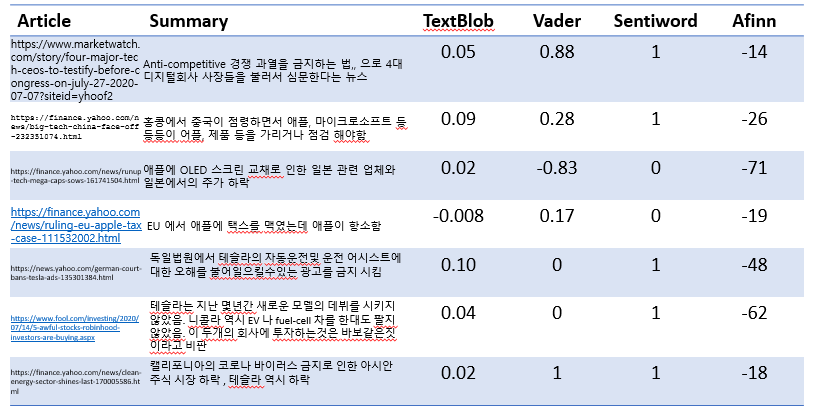 Article Summary TextBlob Vader Sentiword Afinn
https://www.marketwatch.
com/story/four-major-tec
h-ceos-to-testify-before-c
ongress-on-july-27-2020-
07-07?siteid=yhoof2
Anti-competitive 경쟁 과열을 금지하는 법,, 으로 4대
디지털회사 사장들을 불러서 심문한다는 뉴스
0.05 0.88 1 -14
https://finance.yahoo.com/n
ews/big-tech-china-face-off
-232351074.html
홍콩에서 중국이 점령하면서 애플, 마이크로소프트 등
등등이 어플, 제품 등을 가리거나 점검 해야함
0.09 0.28 1 -26
https://finance.yahoo.com/news/runup
-tech-mega-caps-sows-161741504.html
애플에 OLED 스크린 교채로 인한 일본 관련 업체와
일본에서의 주가 하락
0.02 -0.83 0 -71
https://finance.yahoo.com
/news/ruling-eu-apple-tax
-case-111532002.html
EU 에서 애플에 택스를 맥였는데 애플이 항소함
-0.008 0.17 0 -19
https://news.yahoo.com/german-court-
bans-tesla-ads-135301384.html
독일법원에서 테슬라의 자동운전및 운전 어시스트에
대한 오해를 불어일으킬수있는 광고를 금지 시킴
0.10 0 1 -48
https://www.fool.com/investing/2020/
07/14/5-awful-stocks-robinhood-
investors-are-buying.aspx
테슬라는 지난 몇년간 새로운 모델의 데뷔를 시키지
않았음. 니콜라 역시 EV 나 fuel-cell 차를 한대도 팔지
않았음. 이 두개의 회사에 투자하는것은 바보같은짓
이라고 비판
0.04 0 1 -62
https://finance.yahoo.com/news/clean-
energy-sector-shines-last-170005586.ht
ml
캘리포니아의 코로나 바이러스 금지로 인한 아시안
주식 시장 하락 , 테슬라 역시 하락
0.02 1 1 -18